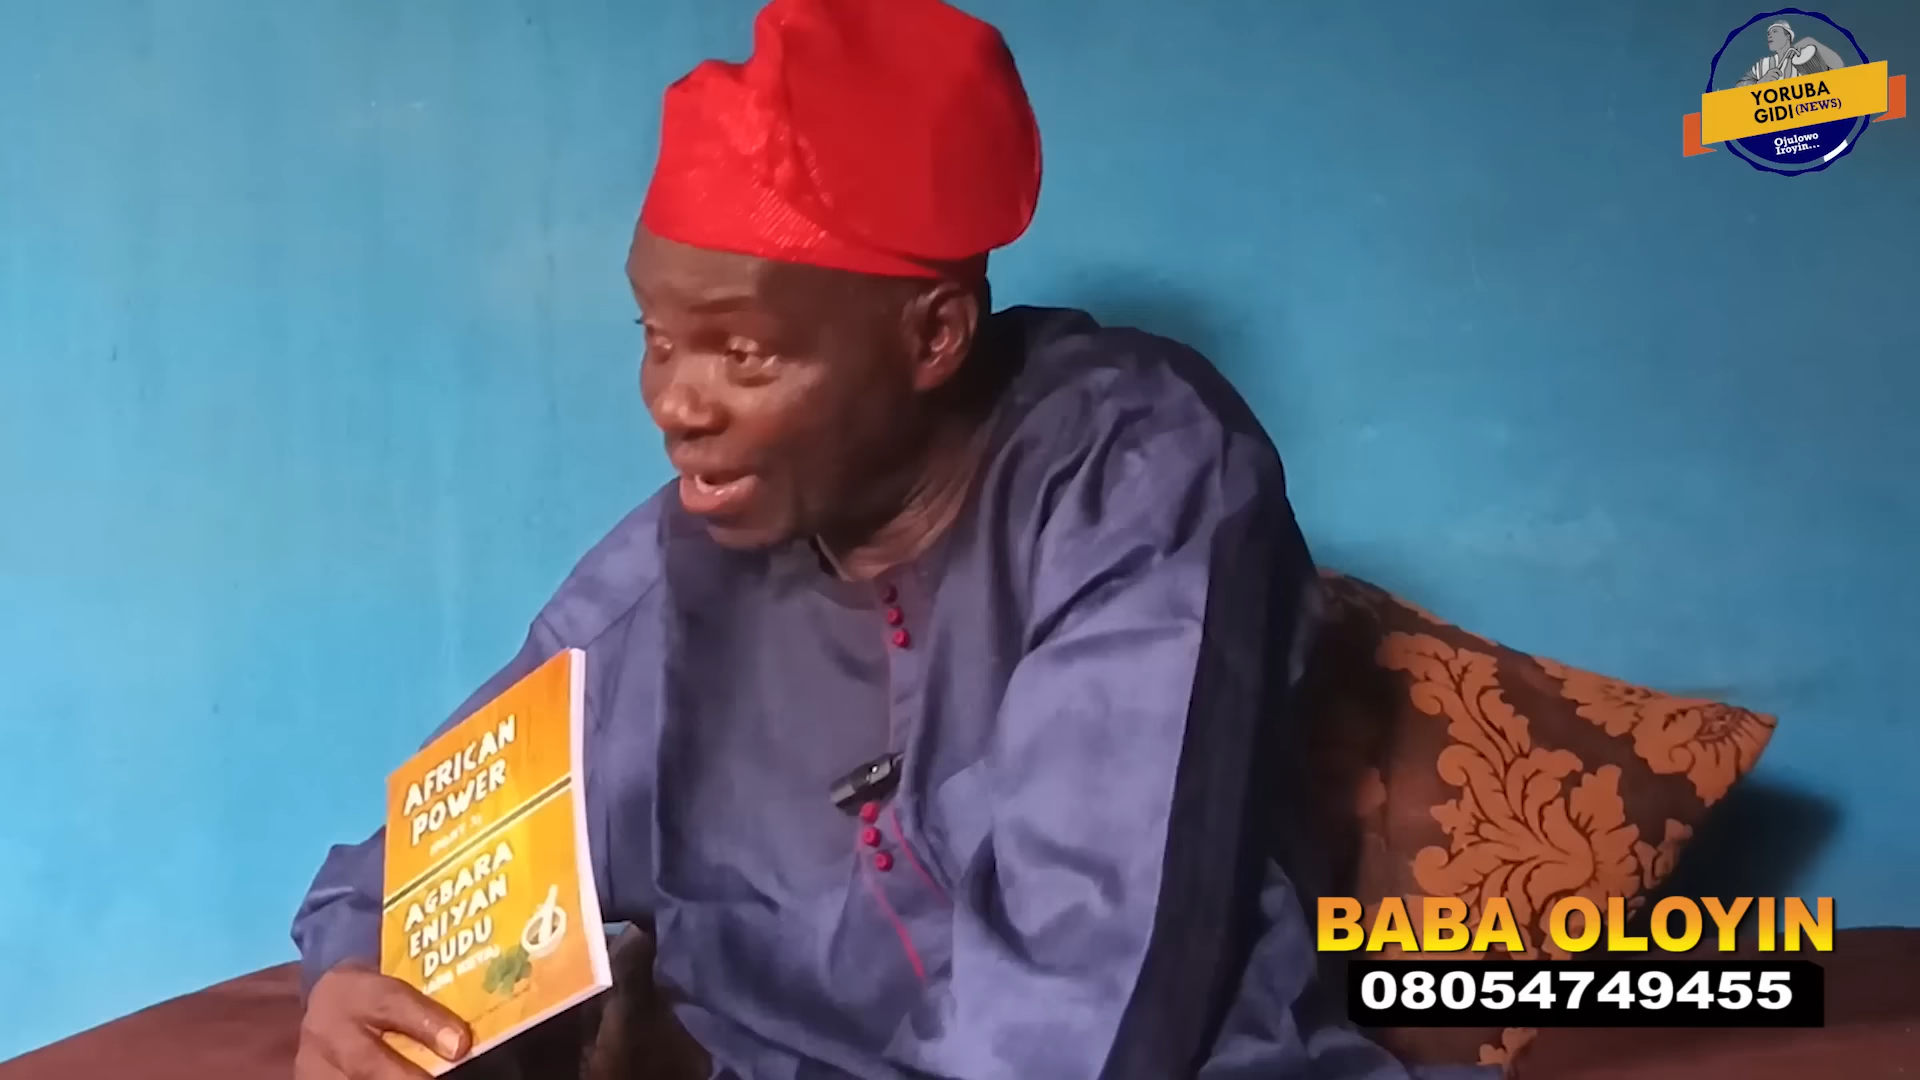 YORUBA
GIDI (NEWS)
Ojulowo
Iroyin...
AFRICAN
POWER
AGBARA
ENIYAN
DUDU
BABA OLOYIN
08054749455